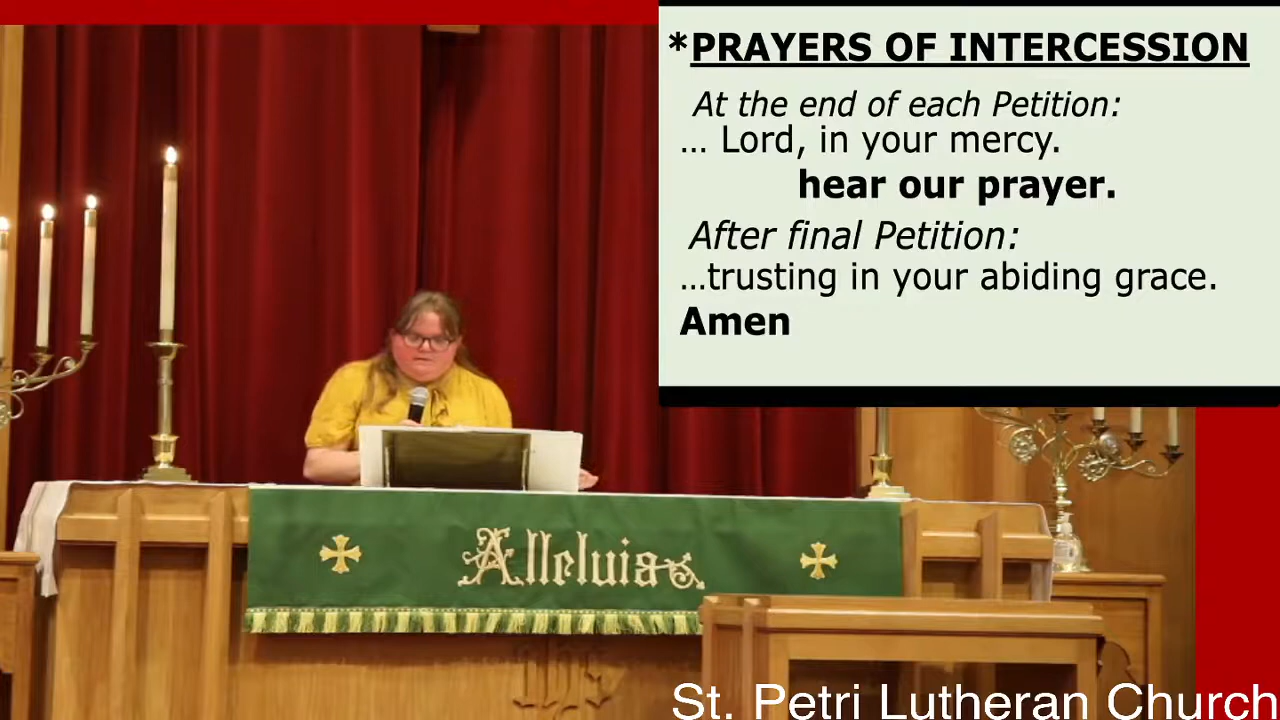 *PRAYERS OF INTERCESSION
At the end of each Petition:
... Lord, in your mercy.
hear our prayer.
After final Petition:
...trusting in your abiding grace.
Amen
Alleluia
ihs
St. Petri Lutheran Church